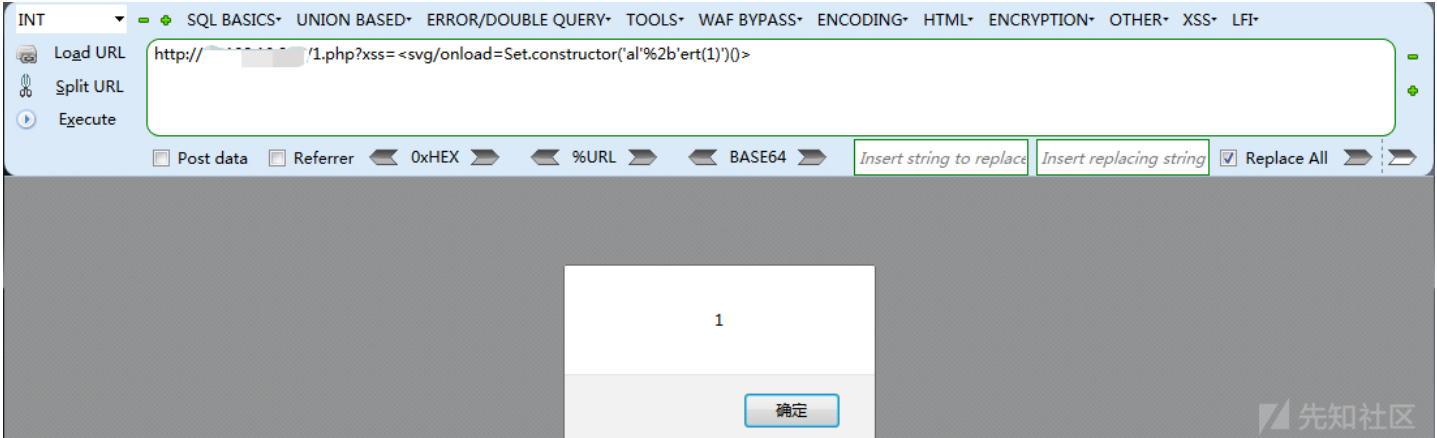 INT SQL BASICS UNION BASED ERROR/DOUBLE QUERY TOOLS WAF BYPASS ENCODING HTML ENCRYPTION OTHER XSS LFI
Load URL http:// /1.php?xss=<svg/onload=Set.constructor('al'%2b'ert(1)')()>
Split URL
Execute
Post data Referrer 0xHEX %URL BASE64 Insert string to replace Insert replacing string Replace All
1
确定
先知社区